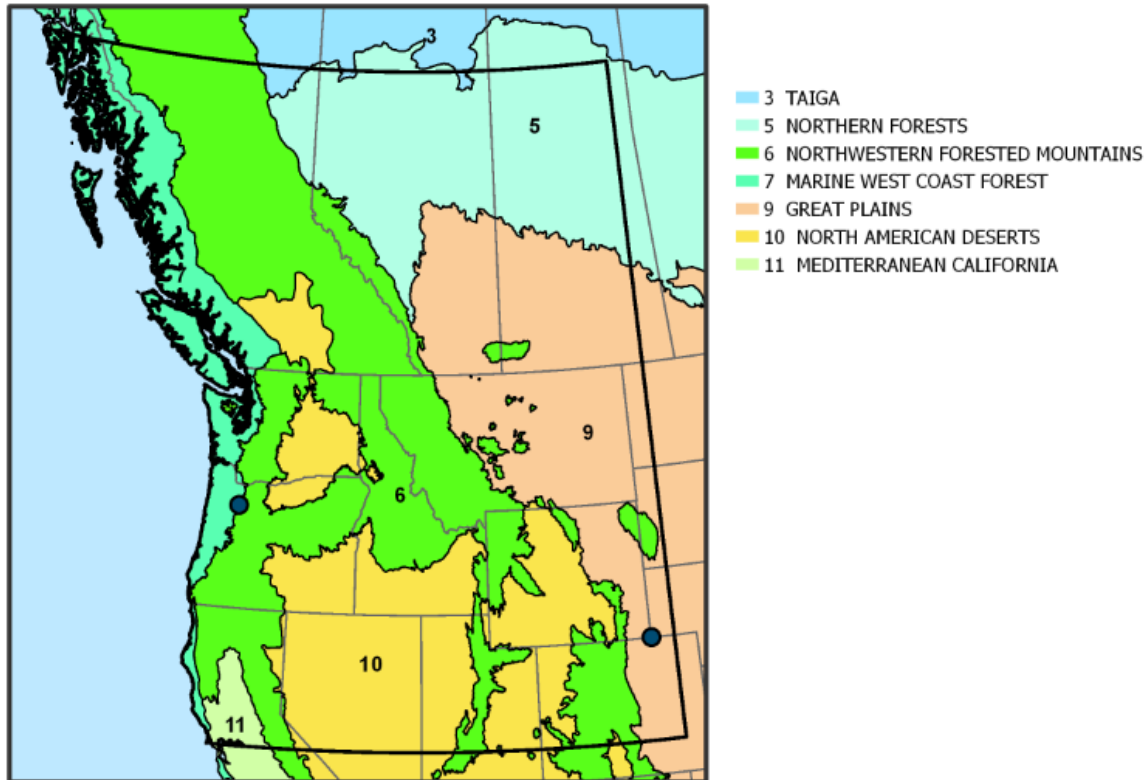 3
5
9
6
10
11
3 TAIGA
5 NORTHERN FORESTS
6 NORTHWESTERN FORESTED MOUNTAINS
7 MARINE WEST COAST FOREST
9 GREAT PLAINS
10 NORTH AMERICAN DESERTS
11 MEDITERRANEAN CALIFORNIA